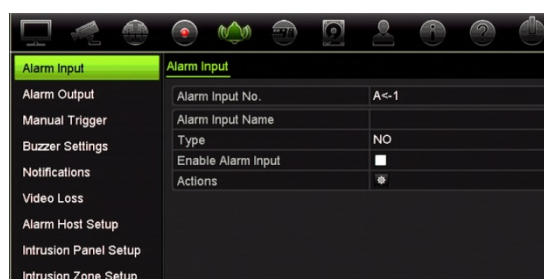 Alarm Input
Alarm Output
Manual Trigger
Buzzer Settings
Notifications
Video Loss
Alarm Host Setup
Intrusion Panel Setup
Intrusion Zone Setup
Alarm Input
Alarm Input No. A<-1
Alarm Input Name
Type NO
Enable Alarm Input
Actions